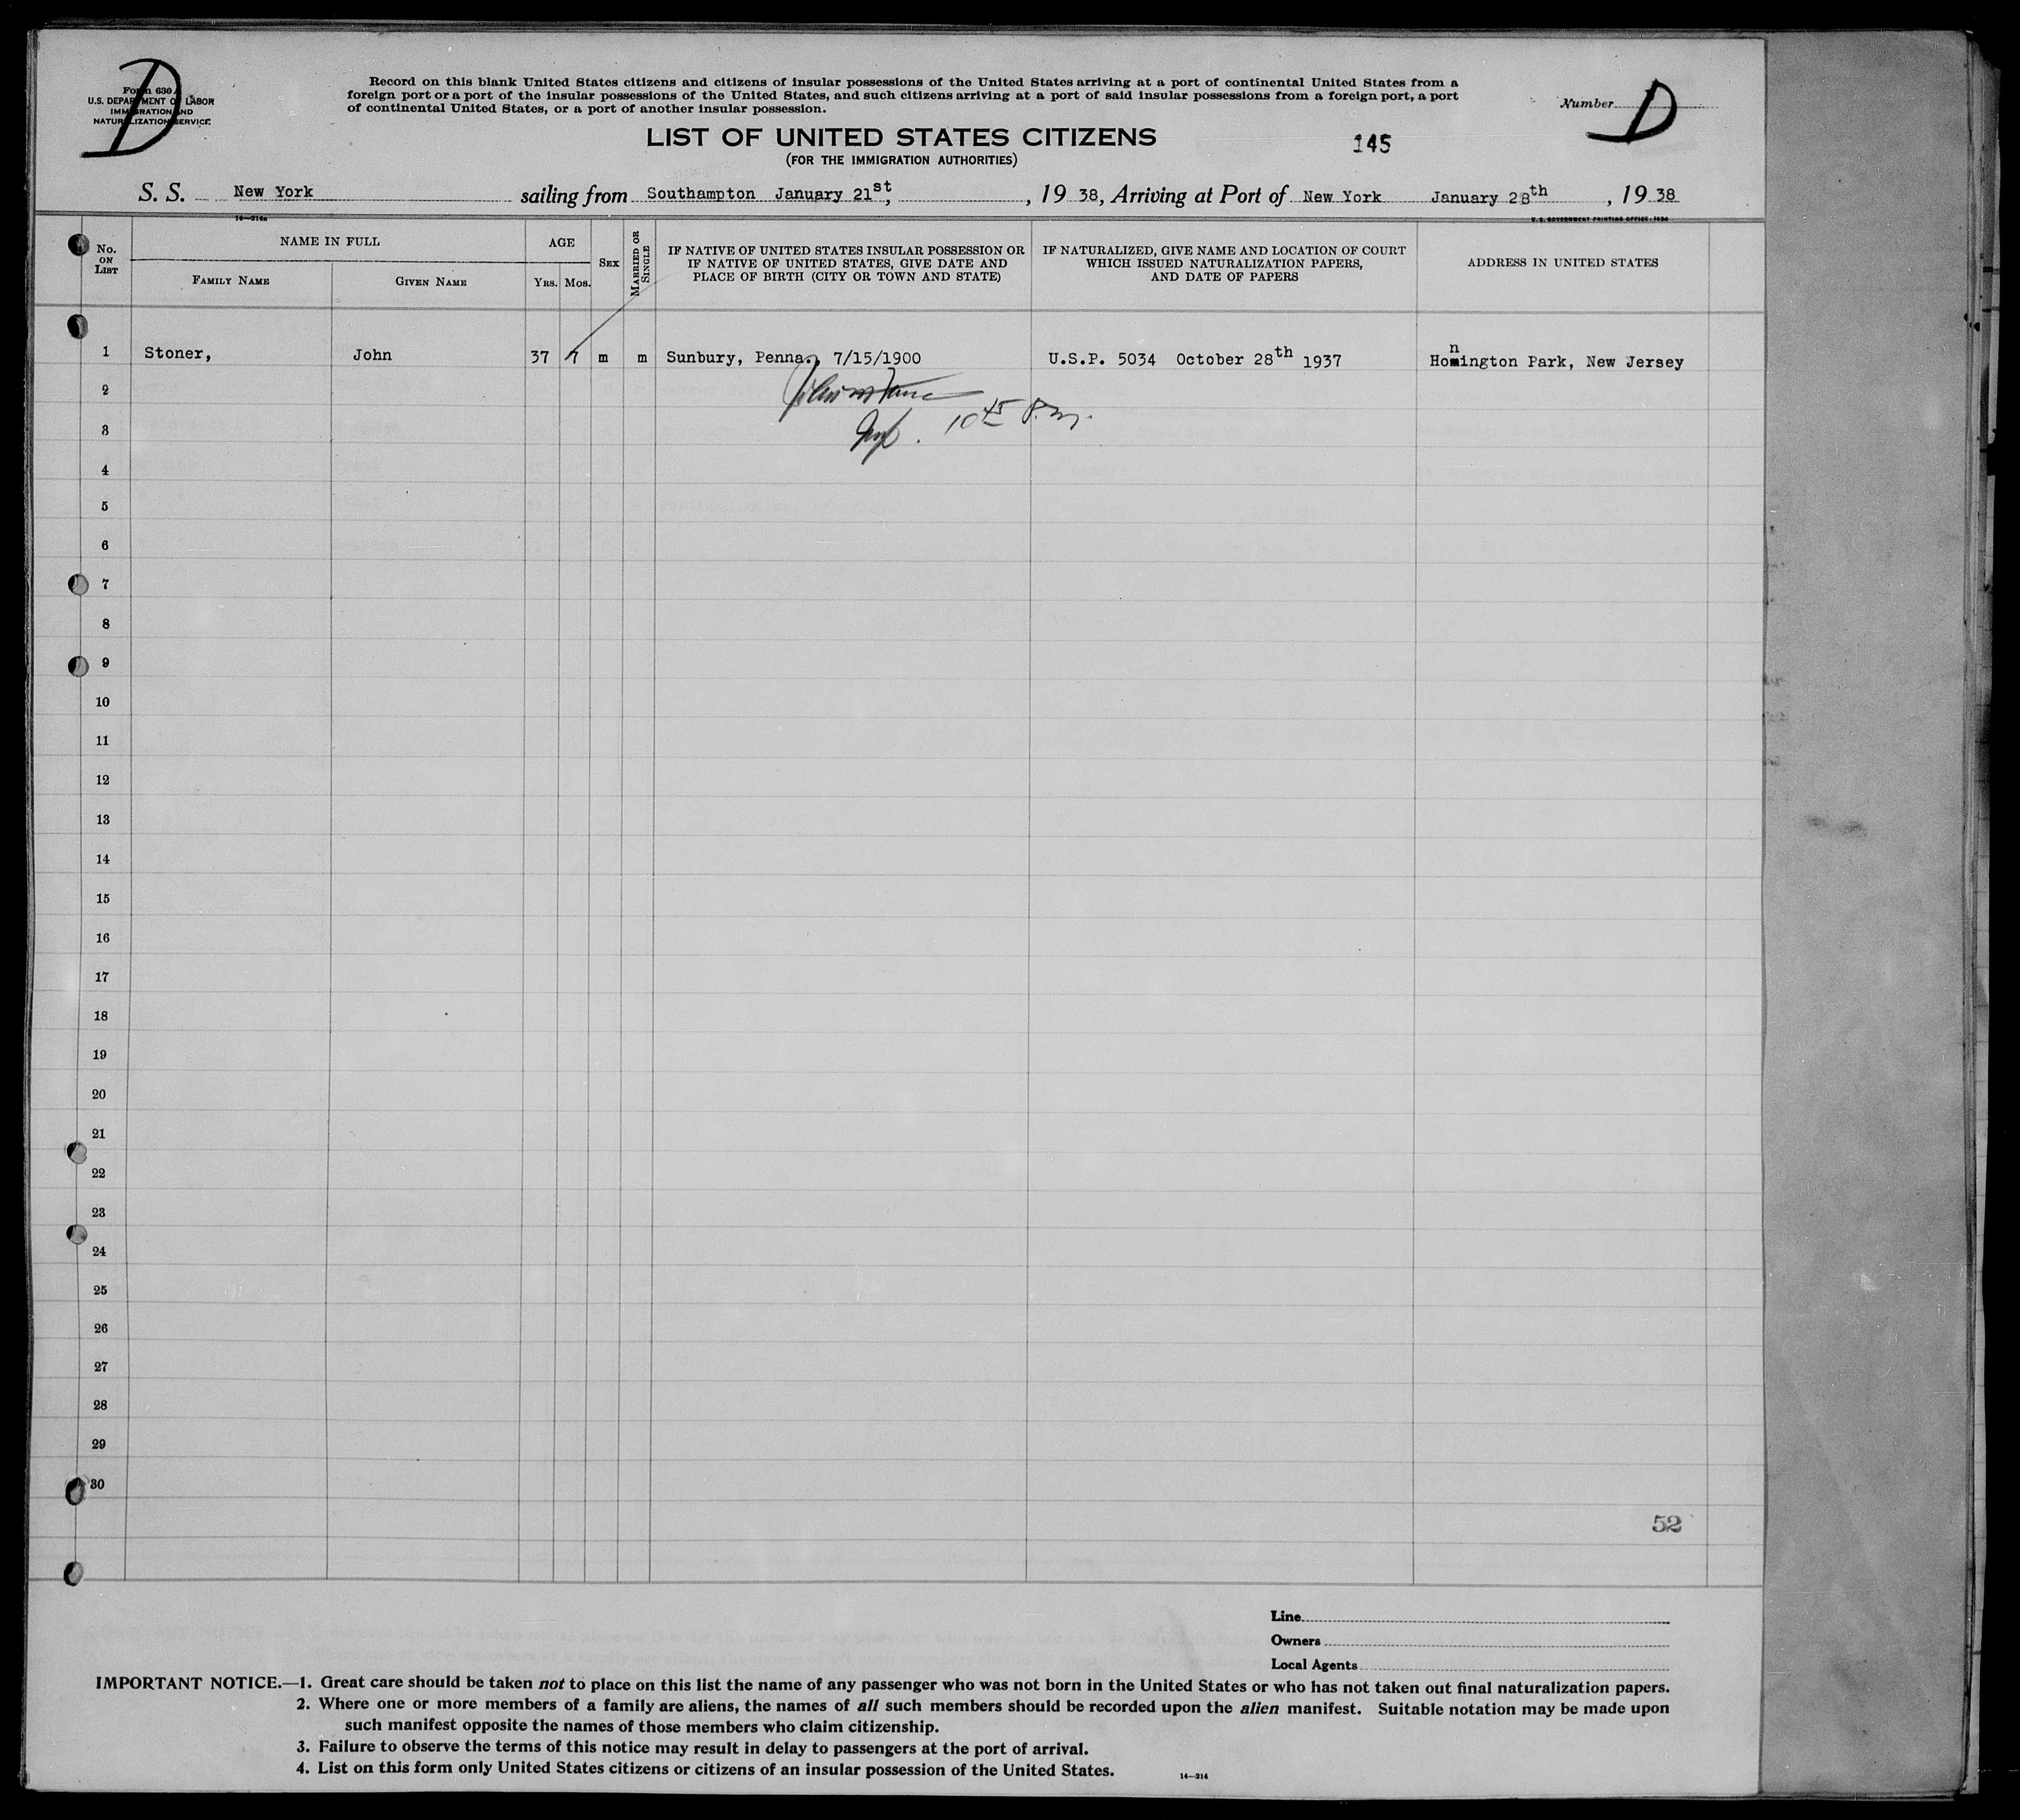 Form 630 A
U.S. DEPARTMENT OF LABOR
IMMIGRATION AND
NATURALIZATION SERVICE
D
Record on this blank United States citizens and citizens of insular possessions of the United States arriving at a port of continental United States from a
foreign port or a port of the insular possessions of the United States, and such citizens arriving at a port of said insular possessions from a foreign port, a port
of continental United States, or a port of another insular possession.
Number D
LIST OF UNITED STATES CITIZENS
145
(FOR THE IMMIGRATION AUTHORITIES)
S. S. New York sailing from Southampton January 21st, , 19 38, Arriving at Port of New York January 28th , 19 38
14—214a
U.S. GOVERNMENT PRINTING OFFICE: 1934
No. ON LIST
NAME IN FULL
FAMILY NAME
GIVEN NAME
AGE
YRS. MOS.
SEX
MARRIED OR SINGLE
IF NATIVE OF UNITED STATES INSULAR POSSESSION OR
IF NATIVE OF UNITED STATES, GIVE DATE AND
PLACE OF BIRTH (CITY OR TOWN AND STATE)
IF NATURALIZED, GIVE NAME AND LOCATION OF COURT
WHICH ISSUED NATURALIZATION PAPERS,
AND DATE OF PAPERS
ADDRESS IN UNITED STATES
1 Stoner, John 37 7 m m Sunbury, Penna., 7/15/1900 U.S.P. 5034 October 28th 1937 Homington Park, New Jersey
n
2
3 Insp. 10 45 P.M.
4
5
6
7
8
9
10
11
12
13
14
15
16
17
18
19
20
21
22
23
24
25
26
27
28
29
30
52
Line
Owners
Local Agents
IMPORTANT NOTICE.—1. Great care should be taken not to place on this list the name of any passenger who was not born in the United States or who has not taken out final naturalization papers.
2. Where one or more members of a family are aliens, the names of all such members should be recorded upon the alien manifest. Suitable notation may be made upon
such manifest opposite the names of those members who claim citizenship.
3. Failure to observe the terms of this notice may result in delay to passengers at the port of arrival.
4. List on this form only United States citizens or citizens of an insular possession of the United States.
14—214